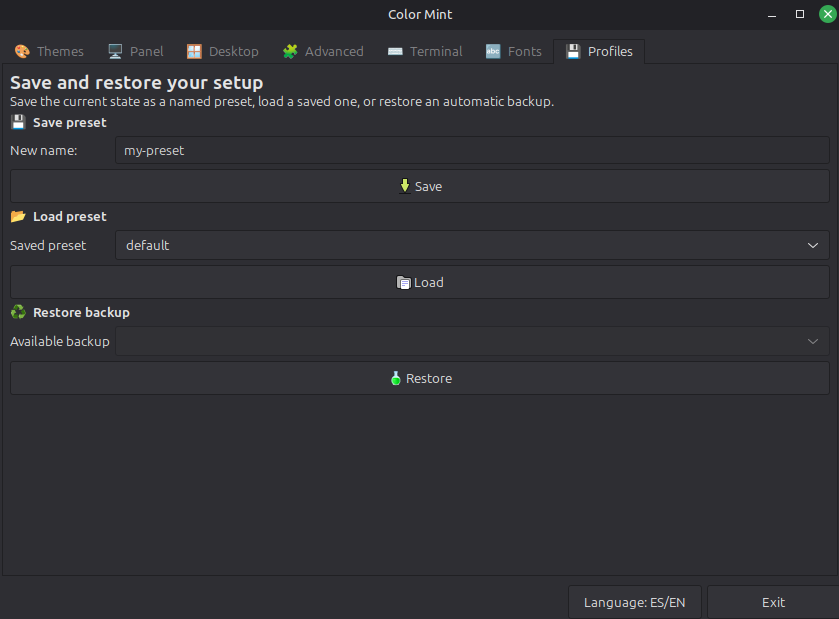 Color Mint
Themes Panel Desktop Advanced Terminal abc Fonts Profiles
Save and restore your setup
Save the current state as a named preset, load a saved one, or restore an automatic backup.
Save preset
New name: my-preset
Save
Load preset
Saved preset default
Load
Restore backup
Available backup
Restore
Language: ES/EN Exit